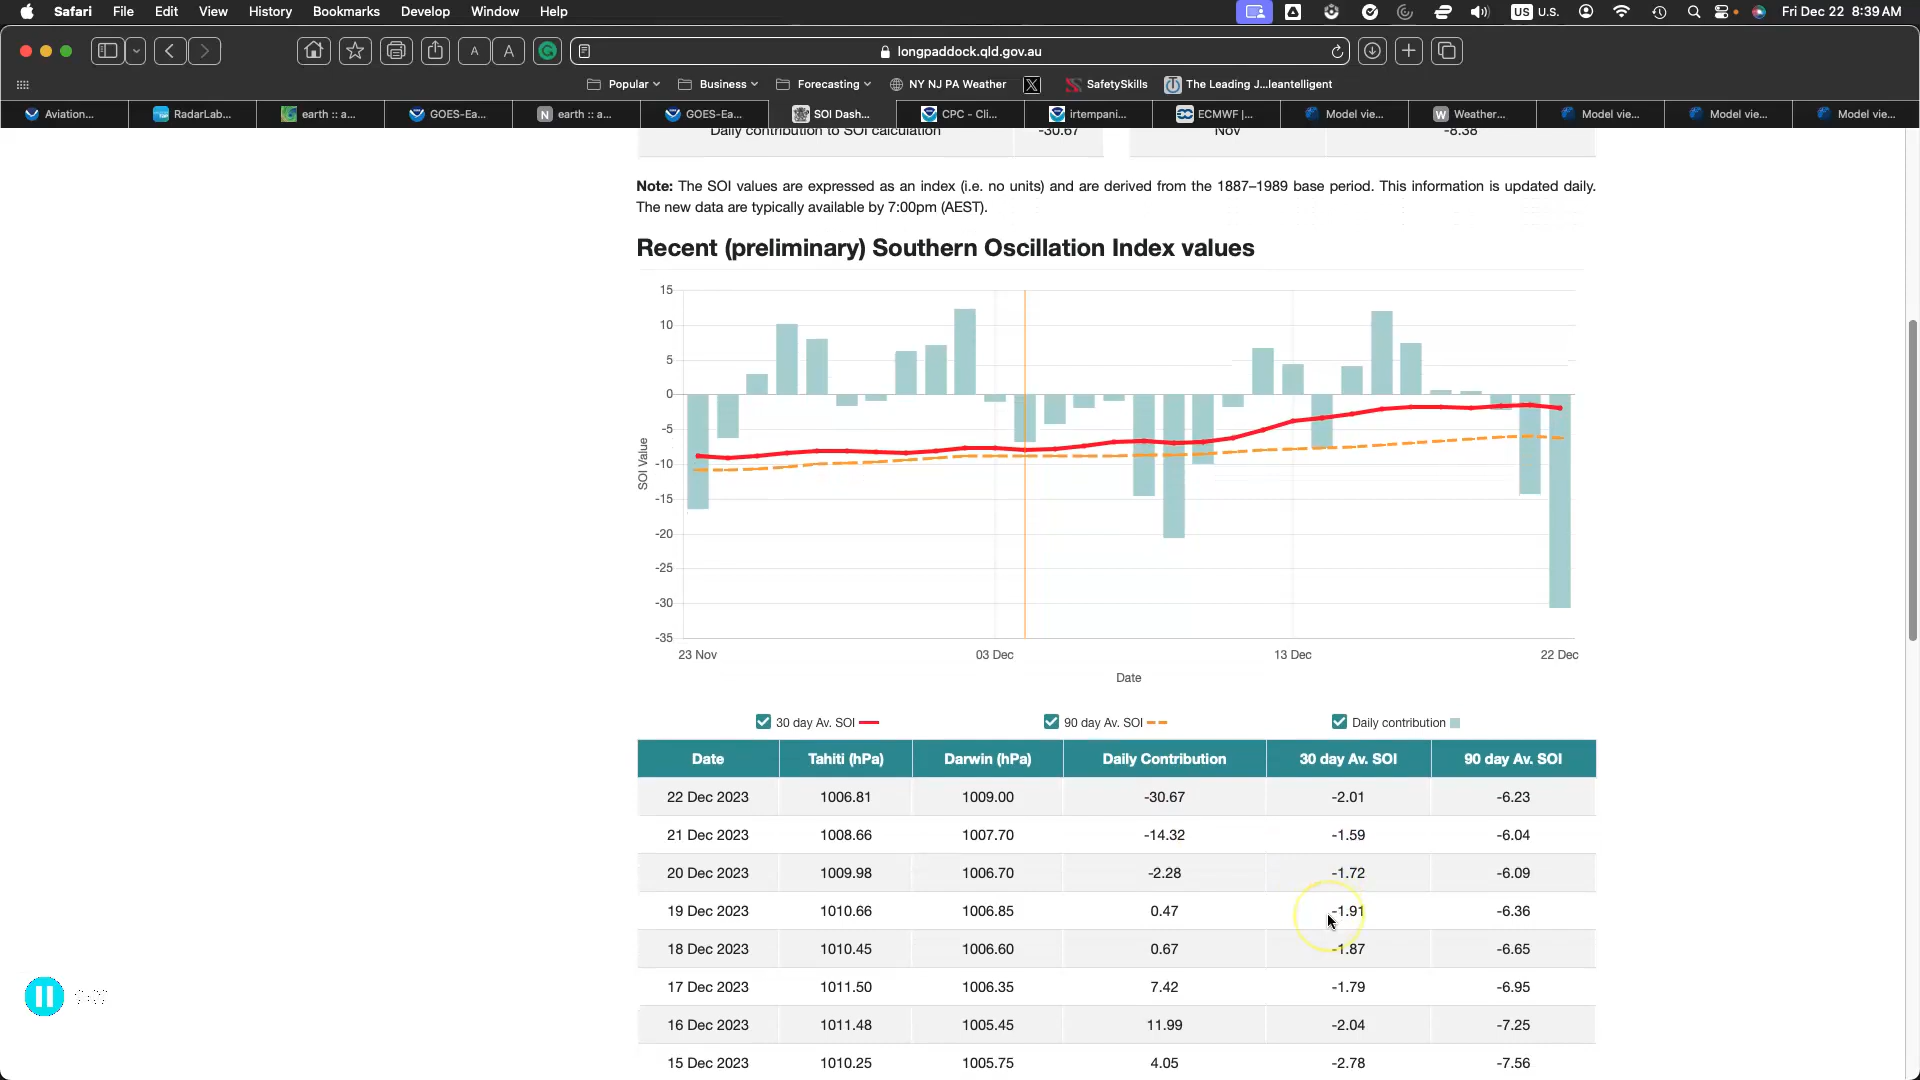 Safari File Edit View History Bookmarks Develop Window Help US U.S. Fri Dec 22 8:39 AM
A A longpaddock.qld.gov.au
Popular Business Forecasting NY NJ PA Weather X SafetySkills The Leading J...leantelligent
Aviation... RadarLab... earth :: a... GOES-Ea... N earth :: a... GOES-Ea... SOI Dash... CPC - Cli... irtempani... ECMWF |... Model vie... W Weather... Model vie... Model vie... Model vie...
Daily contribution to SOI calculation -30.67 Nov -8.38
Note: The SOI values are expressed as an index (i.e. no units) and are derived from the 1887–1989 base period. This information is updated daily.
The new data are typically available by 7:00pm (AEST).
Recent (preliminary) Southern Oscillation Index values
15
10
5
0
-5
-10
-15
-20
-25
-30
-35
SOI Value
23 Nov 03 Dec 13 Dec 22 Dec
Date
30 day Av. SOI 90 day Av. SOI Daily contribution
Date Tahiti (hPa) Darwin (hPa) Daily Contribution 30 day Av. SOI 90 day Av. SOI
22 Dec 2023 1006.81 1009.00 -30.67 -2.01 -6.23
21 Dec 2023 1008.66 1007.70 -14.32 -1.59 -6.04
20 Dec 2023 1009.98 1006.70 -2.28 -1.72 -6.09
19 Dec 2023 1010.66 1006.85 0.47 -1.91 -6.36
18 Dec 2023 1010.45 1006.60 0.67 -1.87 -6.65
17 Dec 2023 1011.50 1006.35 7.42 -1.79 -6.95
16 Dec 2023 1011.48 1005.45 11.99 -2.04 -7.25
15 Dec 2023 1010.25 1005.75 4.05 -2.78 -7.56